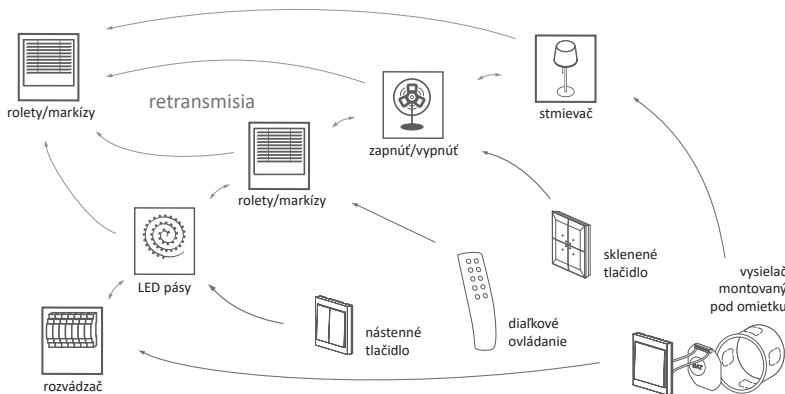 rolety/markízy
retransmisia
stmievač
zapnúť/vypnúť
rolety/markízy
sklenené
tlačidlo
vysielač
montovaný
pod omietku
LED pásy
nástenné
tlačidlo
diaľkové
ovládanie
rozvádzač